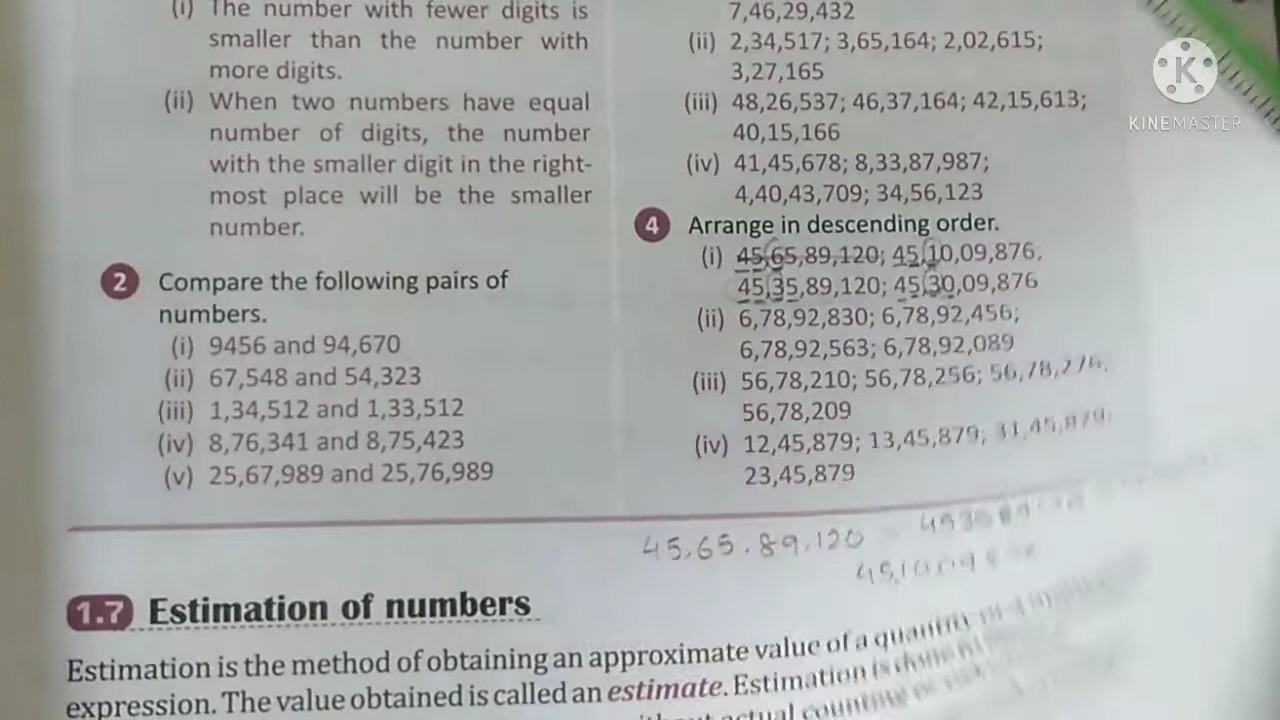 (i) The number with fewer digits is
smaller than the number with
more digits.
(ii) When two numbers have equal
number of digits, the number
with the smaller digit in the right-
most place will be the smaller
number.
2 Compare the following pairs of
numbers.
(i) 9456 and 94,670
(ii) 67,548 and 54,323
(iii) 1,34,512 and 1,33,512
(iv) 8,76,341 and 8,75,423
(v) 25,67,989 and 25,76,989
7,46,29,432
(ii) 2,34,517; 3,65,164; 2,02,615;
3,27,165
(iii) 48,26,537; 46,37,164; 42,15,613;
40,15,166
(iv) 41,45,678; 8,33,87,987;
4,40,43,709; 34,56,123
4 Arrange in descending order.
(i) 45,65,89,120; 45,10,09,876,
45,35,89,120; 45,30,09,876
(ii) 6,78,92,830; 6,78,92,456;
6,78,92,563; 6,78,92,089
(iii) 56,78,210; 56,78,256; 56,78,276,
56,78,209
(iv) 12,45,879; 13,45,879; 31,45,879;
23,45,879
45,65.89,120
1.7 Estimation of numbers
Estimation is the method of obtaining an approximate value of a quantity
expression. The value obtained is called an estimate. Estimation is done
actual counting
K
KINEMASTER